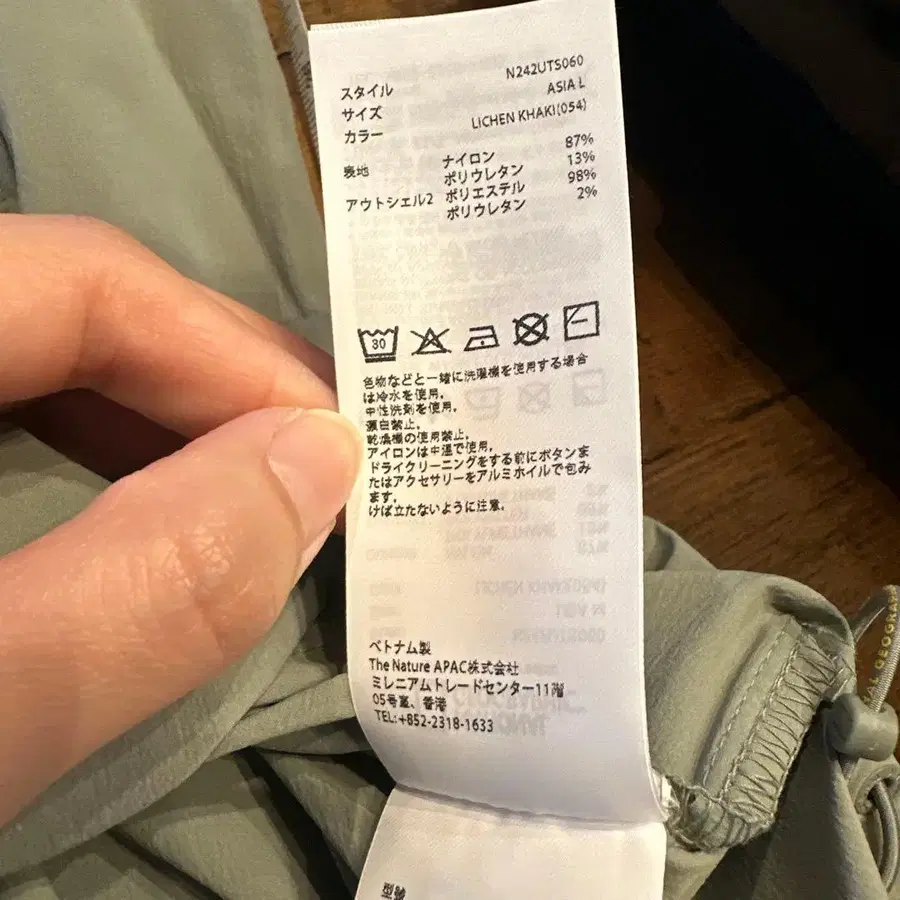 スタイル N242UTS060
サイズ ASIA L
カラー LICHEN KHAKI(054)
表地 ナイロン 87%
ポリウレタン 13%
アウトシェル2 ポリエステル 98%
ポリウレタン 2%
30
色物などと一緒に洗濯機を使用する場合
は冷水を使用。
中性洗剤を使用。
漂白禁止。
乾燥機の使用禁止。
アイロンは中温で使用。
ドライクリーニングをする前にボタンま
たはアクセサリーをアルミホイルで包み
ます。
けば立たないように注意。
ベトナム製
The Nature APAC株式会社
ミレニアムトレードセンター11階
05号室、香港
TEL:+852-2318-1633
AL GEOGRAP